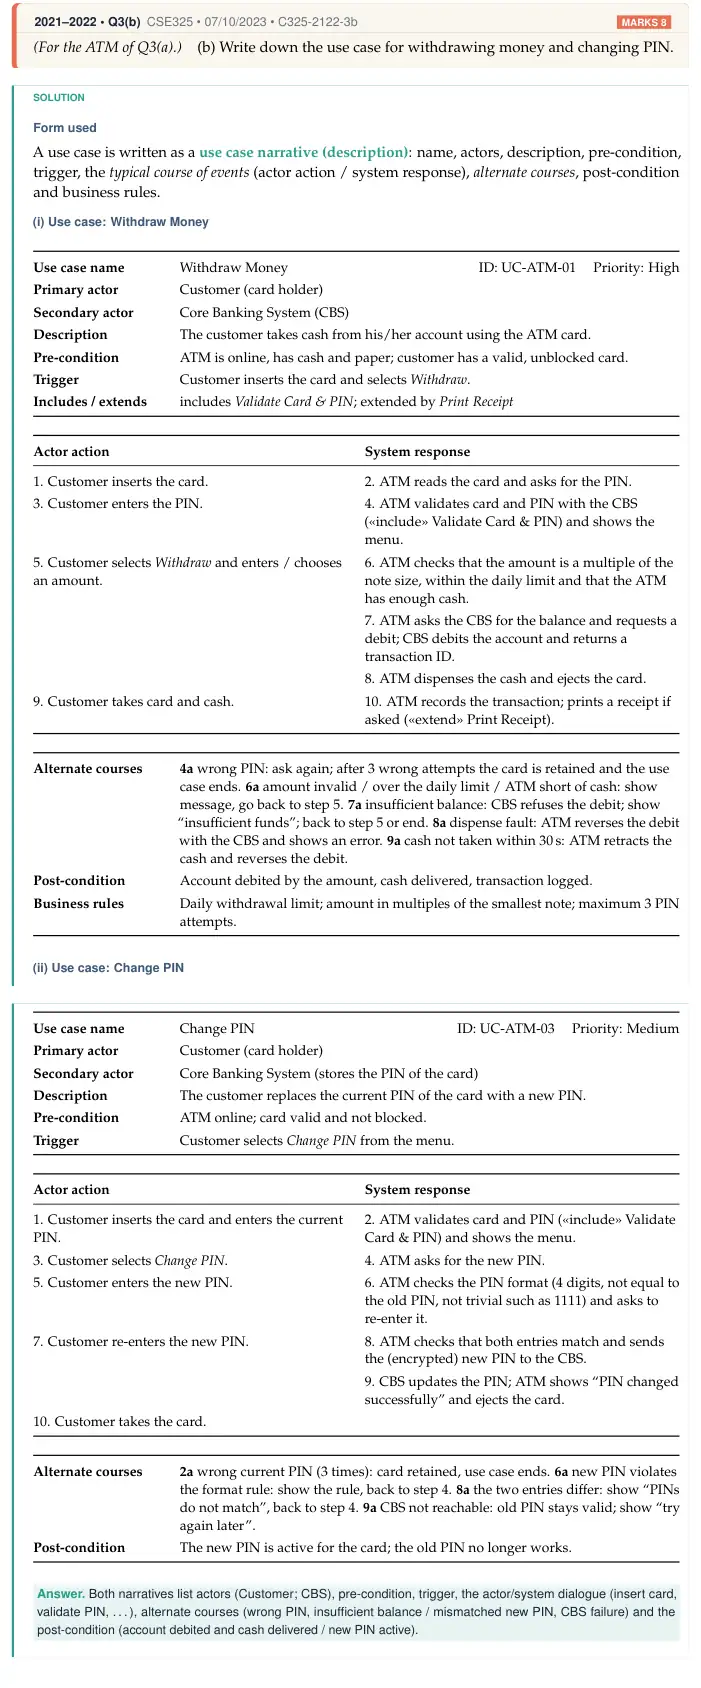 2021–2022 • Q3(b) CSE325 • 07/10/2023 • C325-2122-3b MARKS 8
(For the ATM of Q3(a).) (b) Write down the use case for withdrawing money and changing PIN.
SOLUTION
Form used
A use case is written as a use case narrative (description): name, actors, description, pre-condition,
trigger, the typical course of events (actor action / system response), alternate courses, post-condition
and business rules.
(i) Use case: Withdraw Money
Use case name Withdraw Money ID: UC-ATM-01 Priority: High
Primary actor Customer (card holder)
Secondary actor Core Banking System (CBS)
Description The customer takes cash from his/her account using the ATM card.
Pre-condition ATM is online, has cash and paper; customer has a valid, unblocked card.
Trigger Customer inserts the card and selects Withdraw.
Includes / extends includes Validate Card & PIN; extended by Print Receipt
Actor action System response
1. Customer inserts the card. 2. ATM reads the card and asks for the PIN.
3. Customer enters the PIN. 4. ATM validates card and PIN with the CBS
(«include» Validate Card & PIN) and shows the
menu.
5. Customer selects Withdraw and enters / chooses 6. ATM checks that the amount is a multiple of the
an amount. note size, within the daily limit and that the ATM
has enough cash.
7. ATM asks the CBS for the balance and requests a
debit; CBS debits the account and returns a
transaction ID.
8. ATM dispenses the cash and ejects the card.
9. Customer takes card and cash. 10. ATM records the transaction; prints a receipt if
asked («extend» Print Receipt).
Alternate courses 4a wrong PIN: ask again; after 3 wrong attempts the card is retained and the use
case ends. 6a amount invalid / over the daily limit / ATM short of cash: show
message, go back to step 5. 7a insufficient balance: CBS refuses the debit; show
“insufficient funds”; back to step 5 or end. 8a dispense fault: ATM reverses the debit
with the CBS and shows an error. 9a cash not taken within 30 s: ATM retracts the
cash and reverses the debit.
Post-condition Account debited by the amount, cash delivered, transaction logged.
Business rules Daily withdrawal limit; amount in multiples of the smallest note; maximum 3 PIN
attempts.
(ii) Use case: Change PIN
Use case name Change PIN ID: UC-ATM-03 Priority: Medium
Primary actor Customer (card holder)
Secondary actor Core Banking System (stores the PIN of the card)
Description The customer replaces the current PIN of the card with a new PIN.
Pre-condition ATM online; card valid and not blocked.
Trigger Customer selects Change PIN from the menu.
Actor action System response
1. Customer inserts the card and enters the current 2. ATM validates card and PIN («include» Validate
PIN. Card & PIN) and shows the menu.
3. Customer selects Change PIN. 4. ATM asks for the new PIN.
5. Customer enters the new PIN. 6. ATM checks the PIN format (4 digits, not equal to
the old PIN, not trivial such as 1111) and asks to
re-enter it.
7. Customer re-enters the new PIN. 8. ATM checks that both entries match and sends
the (encrypted) new PIN to the CBS.
9. CBS updates the PIN; ATM shows “PIN changed
successfully” and ejects the card.
10. Customer takes the card.
Alternate courses 2a wrong current PIN (3 times): card retained, use case ends. 6a new PIN violates
the format rule: show the rule, back to step 4. 8a the two entries differ: show “PINs
do not match”, back to step 4. 9a CBS not reachable: old PIN stays valid; show “try
again later”.
Post-condition The new PIN is active for the card; the old PIN no longer works.
Answer. Both narratives list actors (Customer; CBS), pre-condition, trigger, the actor/system dialogue (insert card,
validate PIN, . . . ), alternate courses (wrong PIN, insufficient balance / mismatched new PIN, CBS failure) and the
post-condition (account debited and cash delivered / new PIN active).